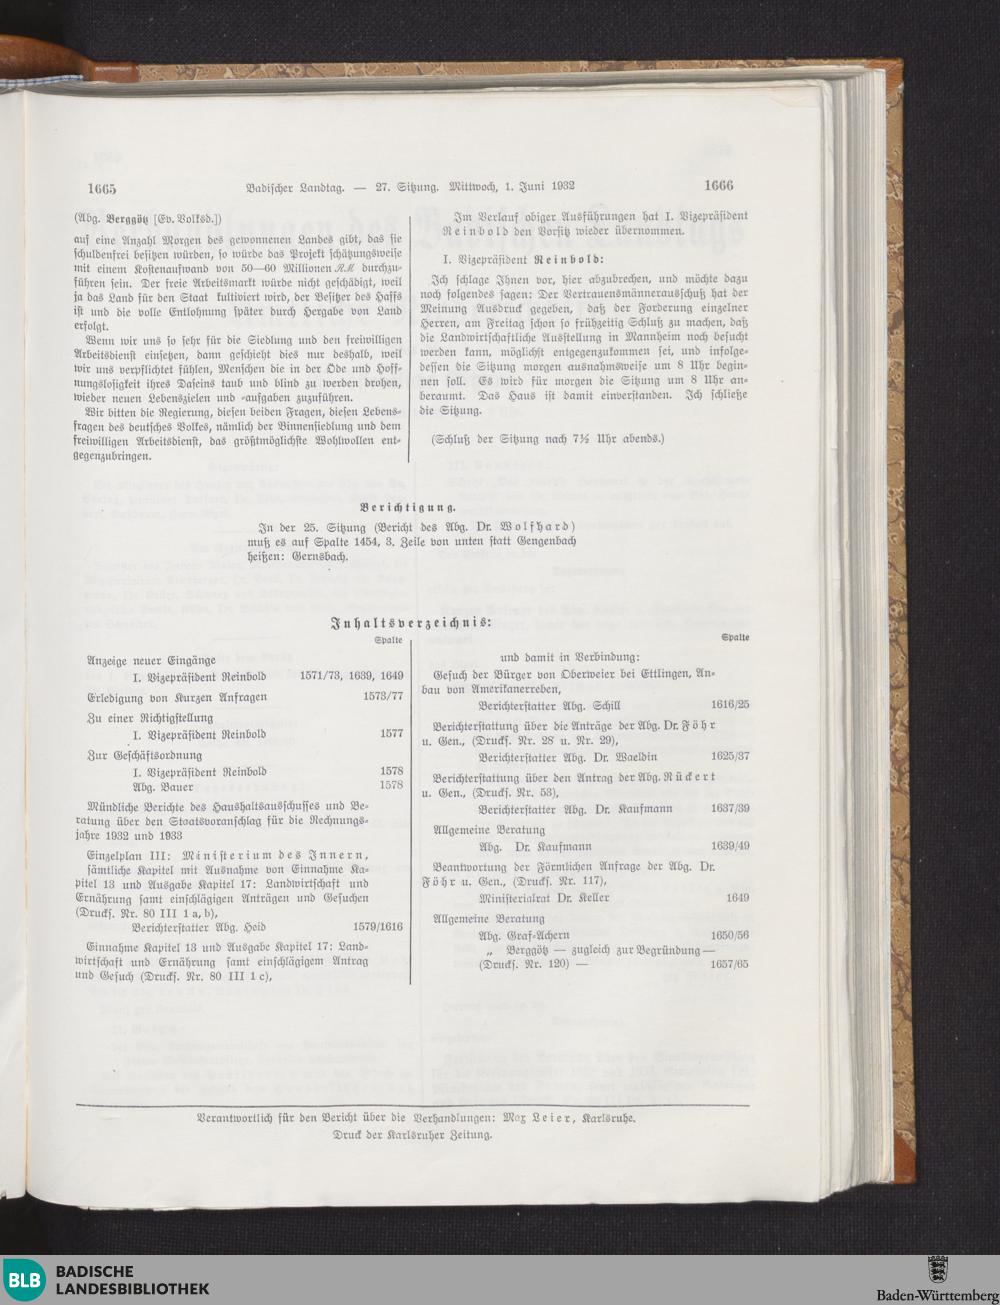 1665
Badischer Landtag. — 27. Sitzung. Mittwoch, 1. Juni 1932
1666
(Abg. Berggötz [Ev. Volksd.])
auf eine Anzahl Morgen des gewonnenen Landes gibt, das sie
schuldenfrei besitzen würden, so würde das Projekt schätzungsweise
mit einem Kostenaufwand von 50—60 Millionen RM durchzu-
führen sein. Der freie Arbeitsmarkt würde nicht geschädigt, weil
ja das Land für den Staat kultiviert wird, der Besitzer des Haffs
ist und die volle Entlohnung später durch Hergabe von Land
erfolgt.
Wenn wir uns so sehr für die Siedlung und den freiwilligen
Arbeitsdienst einsetzen, dann geschieht dies nur deshalb, weil
wir uns verpflichtet fühlen, Menschen die in der Öde und Hoff-
nungslosigkeit ihres Daseins taub und blind zu werden drohen,
wieder neuen Lebenszielen und -aufgaben zuzuführen.
Wir bitten die Regierung, diesen beiden Fragen, diesen Lebens-
fragen des deutsches Volkes, nämlich der Binnensiedlung und dem
freiwilligen Arbeitsdienst, das größtmöglichste Wohlwollen ent-
gegenzubringen.
Im Verlauf obiger Ausführungen hat I. Vizepräsident
Reinbold den Vorsitz wieder übernommen.
I. Vizepräsident Reinbold:
Ich schlage Ihnen vor, hier abzubrechen, und möchte dazu
noch folgendes sagen: Der Vertrauensmännerausschuß hat der
Meinung Ausdruck gegeben, daß der Forderung einzelner
Herren, am Freitag schon so frühzeitig Schluß zu machen, daß
die Landwirtschaftliche Ausstellung in Mannheim noch besucht
werden kann, möglichst entgegenzukommen sei, und infolge-
dessen die Sitzung morgen ausnahmsweise um 8 Uhr begin-
nen soll. Es wird für morgen die Sitzung um 8 Uhr an-
beraumt. Das Haus ist damit einverstanden. Ich schließe
die Sitzung.
(Schluß der Sitzung nach 7½ Uhr abends.)
Berichtigung.
In der 25. Sitzung (Bericht des Abg. Dr. Wolfhard)
muß es auf Spalte 1454, 3. Zeile von unten statt Gengenbach
heißen: Gernsbach.
Inhaltsverzeichnis:
Spalte
Anzeige neuer Eingänge
I. Vizepräsident Reinbold 1571/73, 1639, 1649
Erledigung von Kurzen Anfragen 1573/77
Zu einer Richtigstellung
I. Vizepräsident Reinbold 1577
Zur Geschäftsordnung
I. Vizepräsident Reinbold 1578
Abg. Bauer 1578
Mündliche Berichte des Haushaltsausschusses und Be-
ratung über den Staatsvoranschlag für die Rechnungs-
jahre 1932 und 1933
Einzelplan III: Ministerium des Innern,
sämtliche Kapitel mit Ausnahme von Einnahme Ka-
pitel 13 und Ausgabe Kapitel 17: Landwirtschaft und
Ernährung samt einschlägigen Anträgen und Gesuchen
(Drucks. Nr. 80 III 1 a, b),
Berichterstatter Abg. Heid 1579/1616
Einnahme Kapitel 13 und Ausgabe Kapitel 17: Land-
wirtschaft und Ernährung samt einschlägigem Antrag
und Gesuch (Drucks. Nr. 80 III 1 c),
Spalte
und damit in Verbindung:
Gesuch der Bürger von Oberweier bei Ettlingen, An-
bau von Amerikanerreben,
Berichterstatter Abg. Schill 1616/25
Berichterstattung über die Anträge der Abg. Dr. Föhr
u. Gen., (Drucks. Nr. 28 u. Nr. 29),
Berichterstatter Abg. Dr. Waeldin 1625/37
Berichterstattung über den Antrag der Abg. Rückert
u. Gen., (Drucks. Nr. 53),
Berichterstatter Abg. Dr. Kaufmann 1637/39
Allgemeine Beratung
Abg. Dr. Kaufmann 1639/49
Beantwortung der Förmlichen Anfrage der Abg. Dr.
Föhr u. Gen., (Drucks. Nr. 117),
Ministerialrat Dr. Keller 1649
Allgemeine Beratung
Abg. Graf-Achern 1650/56
„ Berggötz — zugleich zur Begründung —
(Drucks. Nr. 120) — 1657/65
Verantwortlich für den Bericht über die Verhandlungen: Max Leier, Karlsruhe.
Druck der Karlsruher Zeitung.
BLB
BADISCHE
LANDESBIBLIOTHEK
Baden-Württemberg